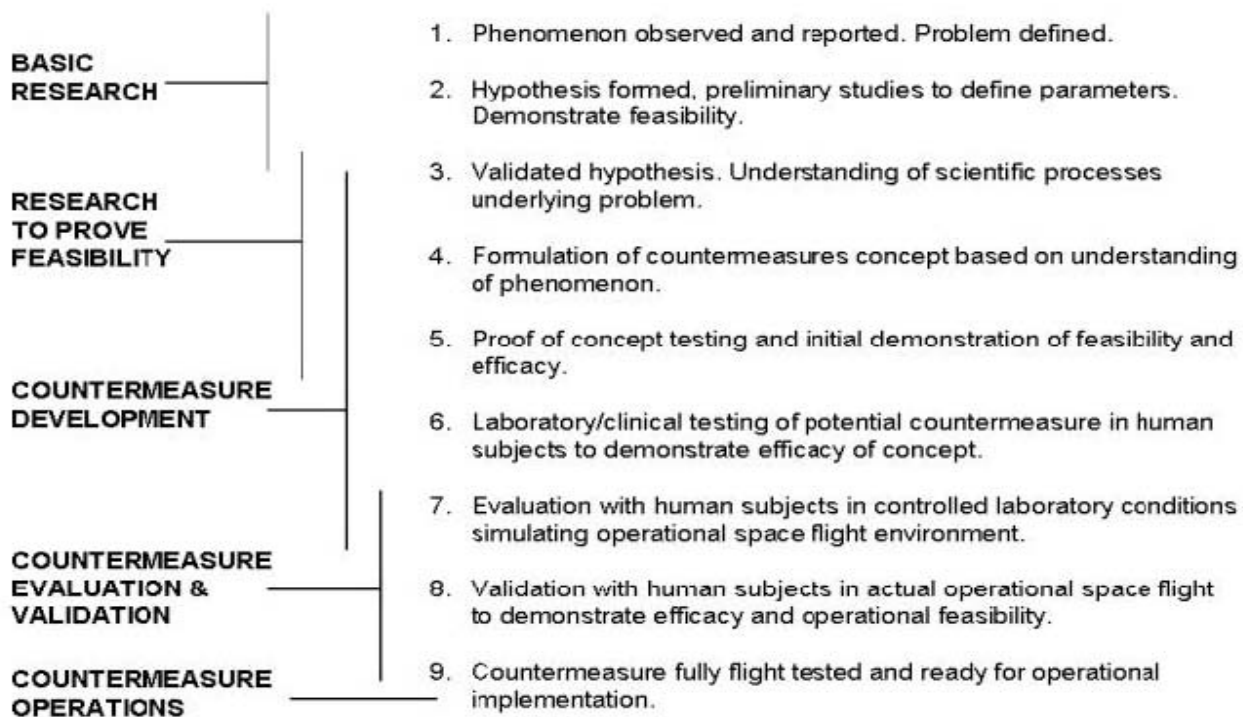 BASIC
RESEARCH
RESEARCH
TO PROVE
FEASIBILITY
COUNTERMEASURE
DEVELOPMENT
COUNTERMEASURE
EVALUATION &
VALIDATION
COUNTERMEASURE
OPERATIONS
1. Phenomenon observed and reported. Problem defined.
2. Hypothesis formed, preliminary studies to define parameters.
Demonstrate feasibility.
3. Validated hypothesis. Understanding of scientific processes
underlying problem.
4. Formulation of countermeasures concept based on understanding
of phenomenon.
5. Proof of concept testing and initial demonstration of feasibility and
efficacy.
6. Laboratory/clinical testing of potential countermeasure in human
subjects to demonstrate efficacy of concept.
7. Evaluation with human subjects in controlled laboratory conditions
simulating operational space flight environment.
8. Validation with human subjects in actual operational space flight
to demonstrate efficacy and operational feasibility.
9. Countermeasure fully flight tested and ready for operational
implementation.